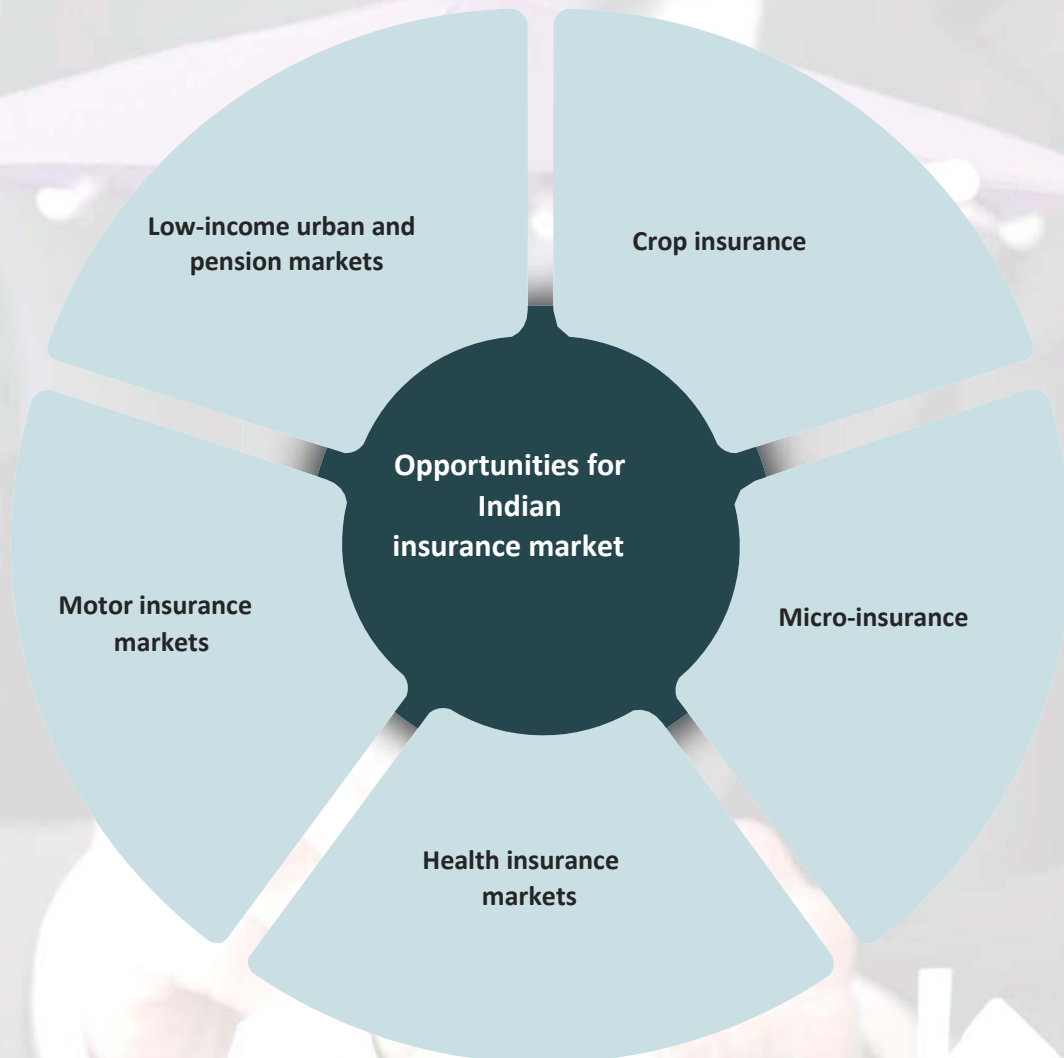 Low-income urban and
pension markets
Crop insurance
Opportunities for
Indian
insurance market
Motor insurance
markets
Micro-insurance
Health insurance
markets